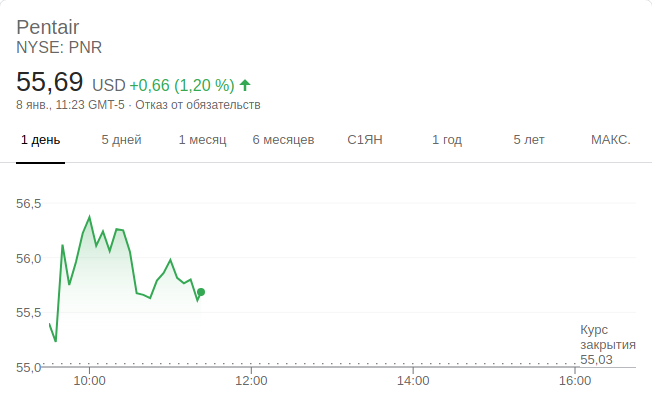 Pentair
NYSE: PNR
55,69 USD +0,66 (1,20 %)
8 янв., 11:23 GMT-5 · Отказ от обязательств
1 день 5 дней 1 месяц 6 месяцев С1ЯН 1 год 5 лет МАКС.
56,5
56,0
55,5
Курс
закрытия
55,03
55,0
10:00 12:00 14:00 16:00